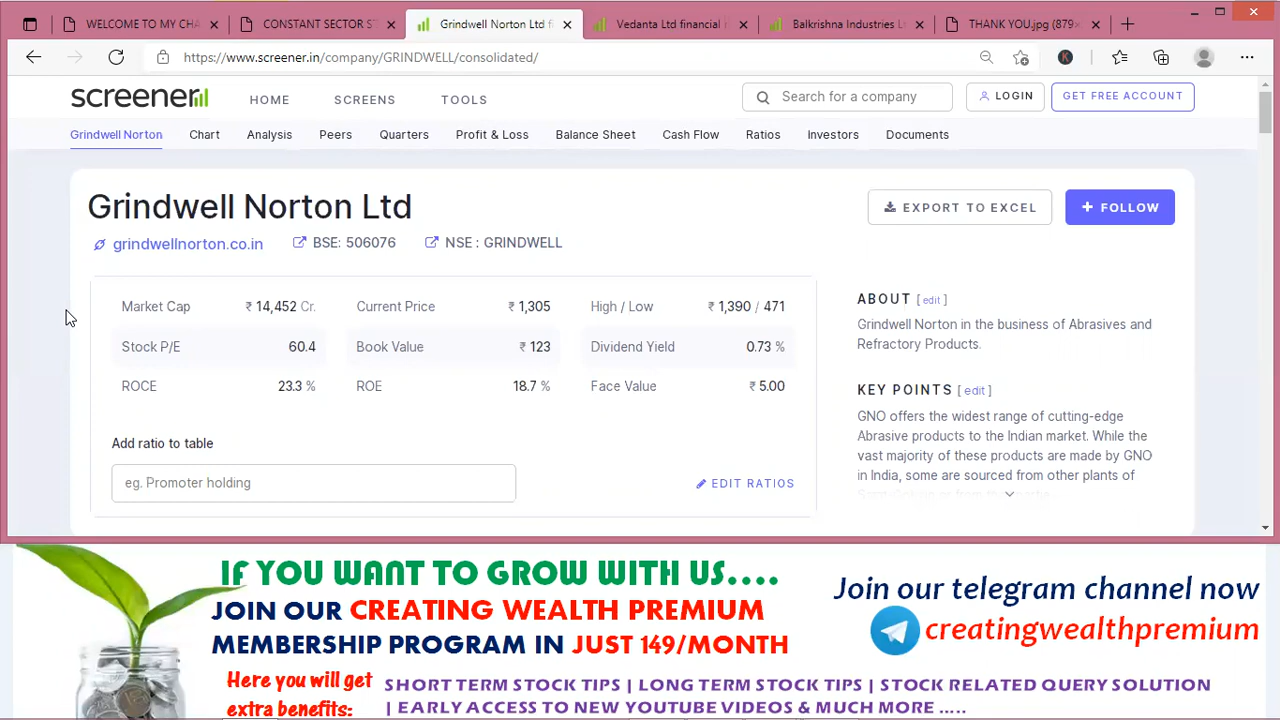 WELCOME TO MY CHA
CONSTANT SECTOR S
Grindwell Norton Ltd f
Vedanta Ltd financial
Balkrishna Industries L
THANK YOU.jpg (879×
https://www.screener.in/company/GRINDWELL/consolidated/
K
screener
HOME
SCREENS
TOOLS
Search for a company
LOGIN
GET FREE ACCOUNT
Grindwell Norton
Chart
Analysis
Peers
Quarters
Profit & Loss
Balance Sheet
Cash Flow
Ratios
Investors
Documents
Grindwell Norton Ltd
EXPORT TO EXCEL
+ FOLLOW
grindwellnorton.co.in
BSE: 506076
NSE : GRINDWELL
Market Cap ₹ 14,452 Cr.
Current Price ₹ 1,305
High / Low ₹ 1,390 / 471
Stock P/E 60.4
Book Value ₹ 123
Dividend Yield 0.73 %
ROCE 23.3 %
ROE 18.7 %
Face Value ₹ 5.00
Add ratio to table
eg. Promoter holding
EDIT RATIOS
ABOUT [ edit ]
Grindwell Norton in the business of Abrasives and
Refractory Products.
KEY POINTS [ edit ]
GNO offers the widest range of cutting-edge
Abrasive products to the Indian market. While the
vast majority of these products are made by GNO
in India, some are sourced from other plants of
IF YOU WANT TO GROW WITH US....
JOIN OUR CREATING WEALTH PREMIUM
MEMBERSHIP PROGRAM IN JUST 149/MONTH
Here you will get
extra benefits:
SHORT TERM STOCK TIPS | LONG TERM STOCK TIPS | STOCK RELATED QUERY SOLUTION
| EARLY ACCESS TO NEW YOUTUBE VIDEOS & MUCH MORE .....
Join our telegram channel now
creatingwealthpremium